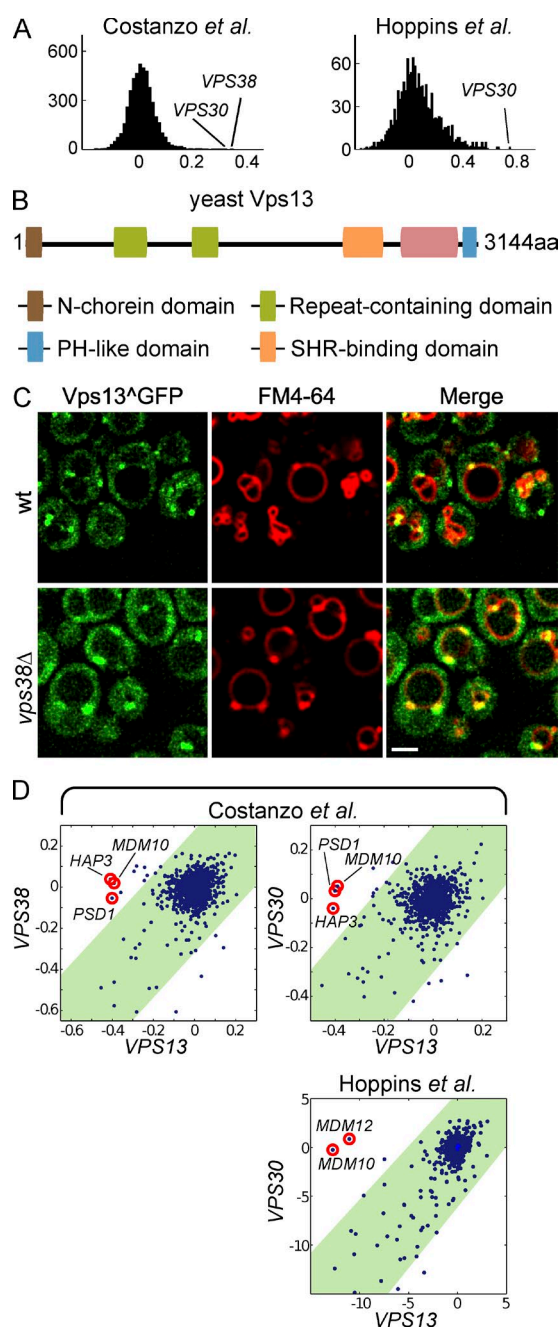 A
Costanzo et al.
Hoppins et al.
600
300
0
VPS38
VPS30
0 0.2 0.4
60
30
0
VPS30
0 0.4 0.8
B
yeast Vps13
1
3144aa
N-chorein domain
Repeat-containing domain
PH-like domain
SHR-binding domain
C
Vps13^GFP
FM4-64
Merge
wt
vps38Δ
D
Costanzo et al.
0.4
0.2
0
-0.2
-0.4
-0.6
VPS38
HAP3
MDM10
PSD1
-0.6 -0.4 -0.2 0 0.2
VPS13
0.2
0
-0.2
-0.4
VPS30
PSD1
MDM10
HAP3
-0.4 -0.2 0 0.2
VPS13
Hoppins et al.
5
0
-5
-10
VPS30
MDM12
MDM10
-10 -5 0 5
VPS13